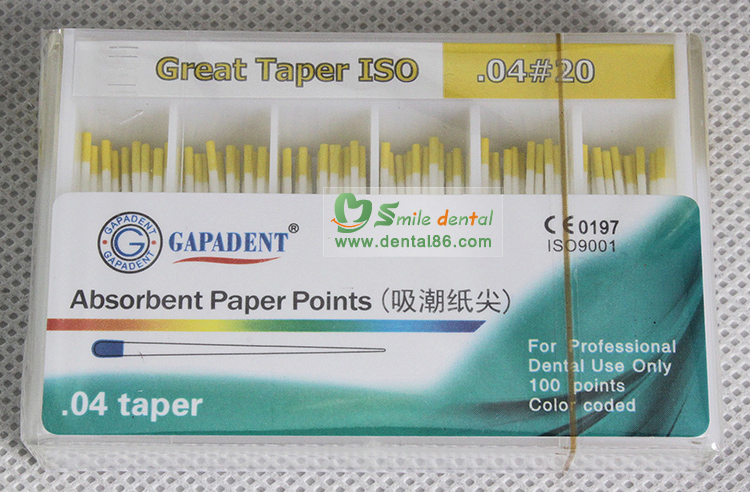 Great Taper ISO .04#20
GAPADENT
G
GAPADENT
GAPADENT®
Smile dental
www.dental86.com
CE 0197
ISO9001
Absorbent Paper Points (吸潮纸尖)
For Professional
Dental Use Only
100 points
Color coded
.04 taper